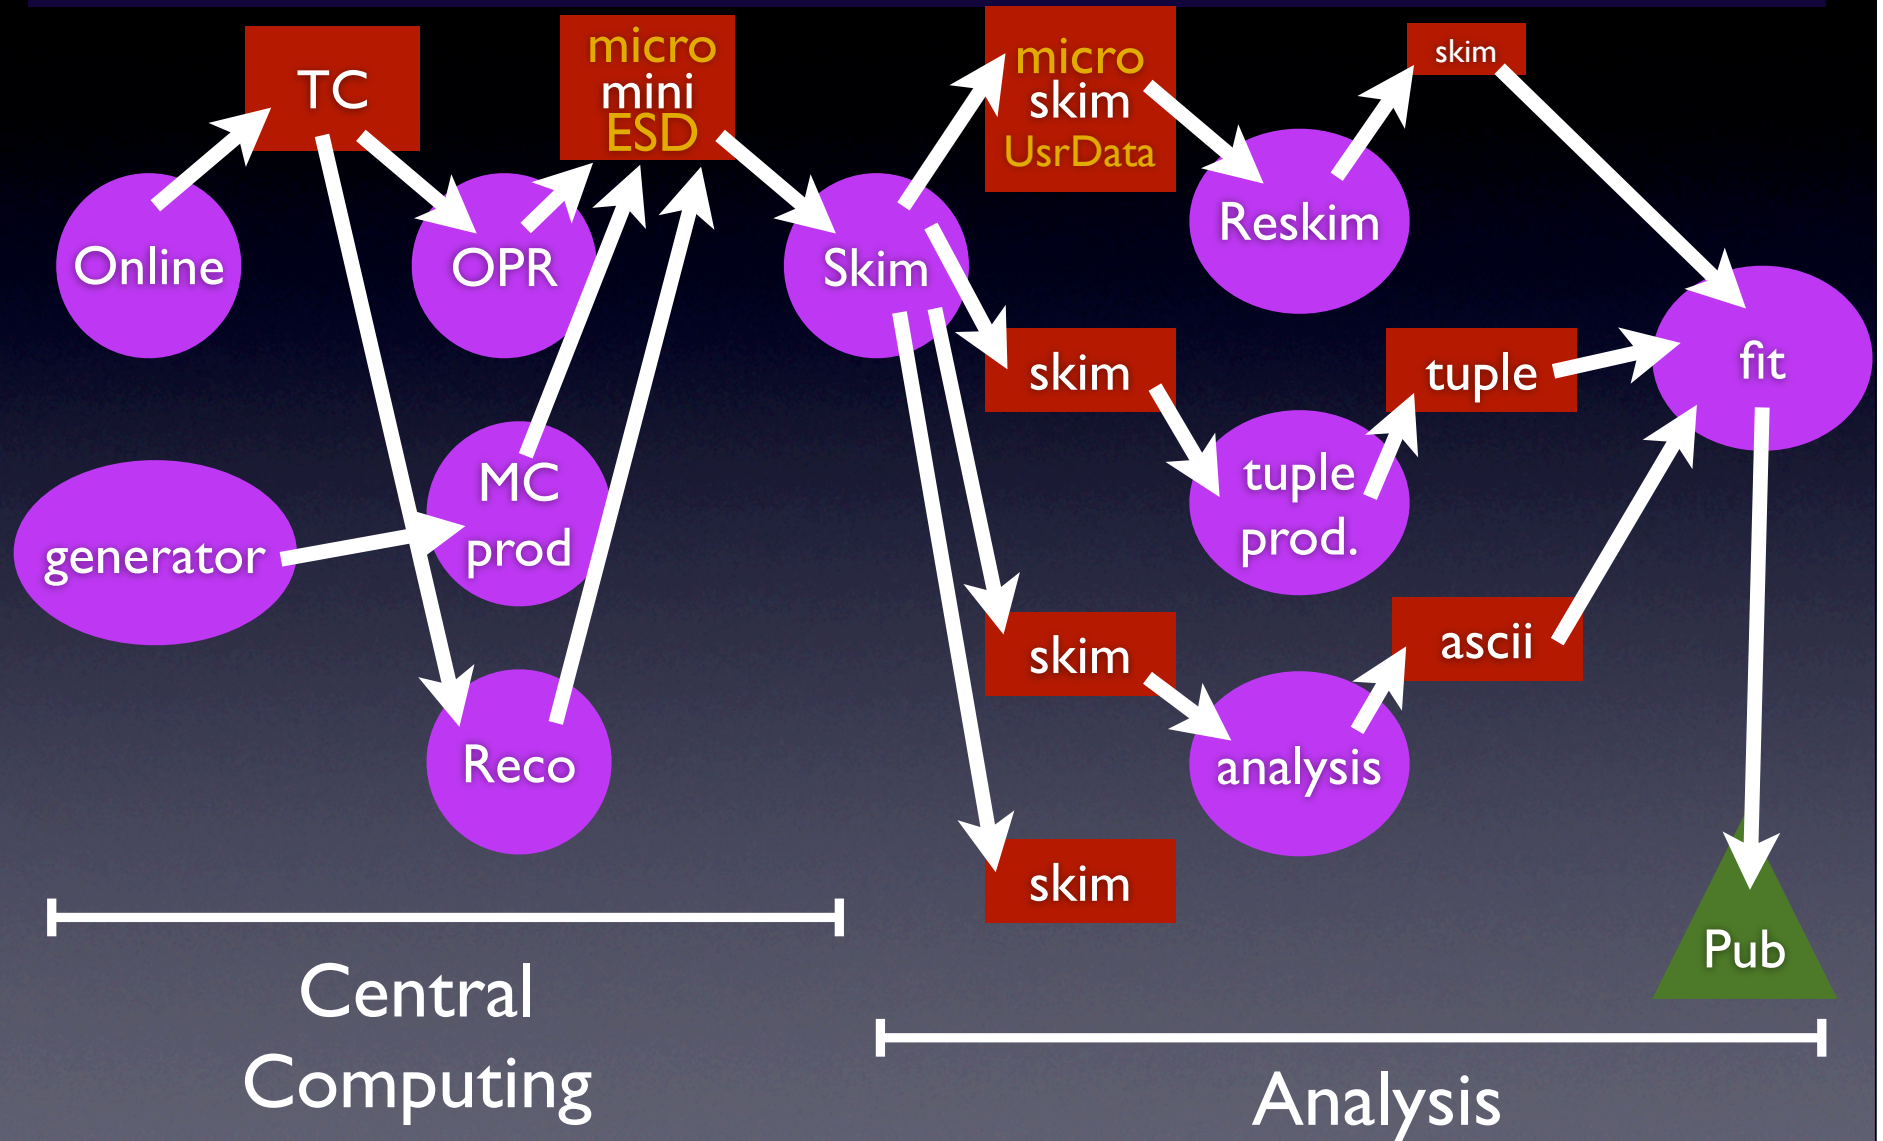 TC
micro
mini
ESD
micro
skim
UsrData
skim
Online
OPR
Skim
Reskim
fit
skim
tuple
generator
MC
prod
tuple
prod.
skim
ascii
Reco
analysis
skim
Pub
Central
Computing
Analysis